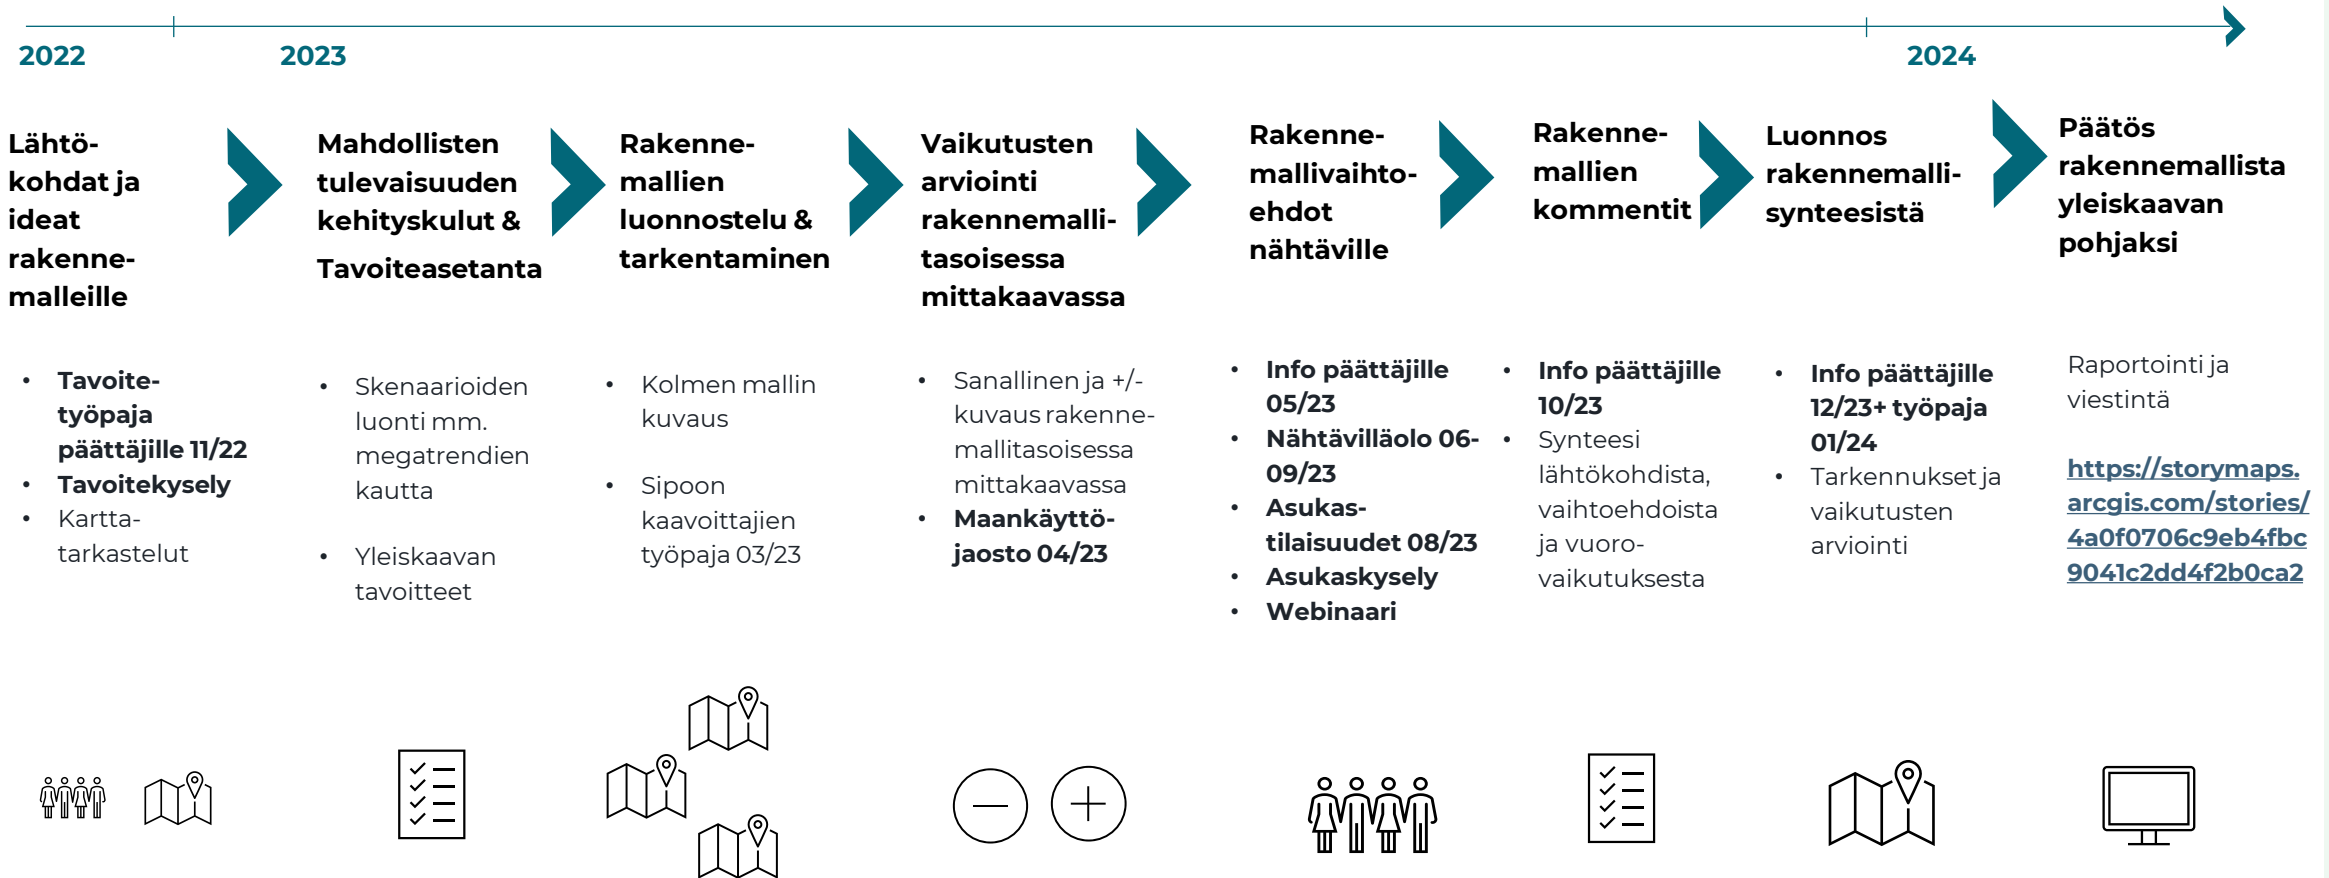 2022
2023
2024
Lähtö-
kohdat ja
ideat
rakenne-
malleille
Mahdollisten
tulevaisuuden
kehityskulut &
Tavoiteasetanta
Rakenne-
mallien
luonnostelu &
tarkentaminen
Vaikutusten
arviointi
rakennemalli-
tasoisessa
mittakaavassa
Rakenne-
mallivaihto-
ehdot
nähtäville
Rakenne-
mallien
kommentit
Luonnos
rakennemalli-
synteesistä
Päätös
rakennemallista
yleiskaavan
pohjaksi
• Tavoite-
työpaja
päättäjille 11/22
• Tavoitekysely
• Kartta-
tarkastelut
• Skenaarioiden
luonti mm.
megatrendien
kautta
• Yleiskaavan
tavoitteet
• Kolmen mallin
kuvaus
• Sipoon
kaavoittajien
työpaja 03/23
• Sanallinen ja +/-
kuvaus rakenne-
mallitasoisessa
mittakaavassa
• Maankäyttö-
jaosto 04/23
• Info päättäjille
05/23
• Nähtävilläolo 06-
09/23
• Asukas-
tilaisuudet 08/23
• Asukaskysely
• Webinaari
• Info päättäjille
10/23
• Synteesi
lähtökohdista,
vaihtoehdoista
ja vuoro-
vaikutuksesta
• Info päättäjille
12/23+ työpaja
01/24
• Tarkennukset ja
vaikutusten
arviointi
Raportointi ja
viestintä
https://storymaps.
arcgis.com/stories/
4a0f0706c9eb4fbc
9041c2dd4f2b0ca2